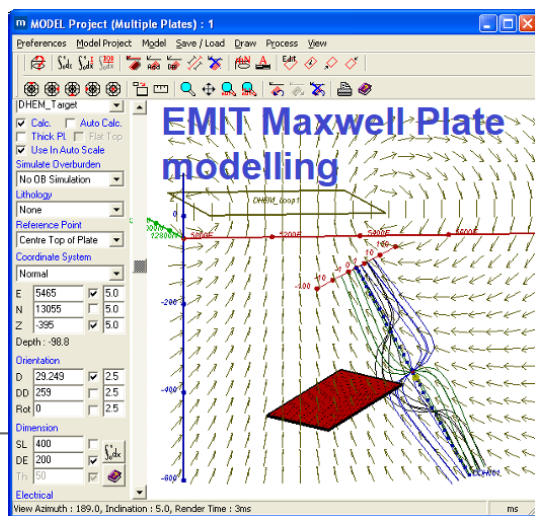 MODEL Project (Multiple Plates) : 1
Preferences Model Project Model Save / Load Draw Process View
DHEM_Target
Calc. Auto Calc.
Thick Pl. Flat Top
Use In Auto Scale
Simulate Overburden
No OB Simulation
Lithology
None
Reference Point
Centre Top of Plate
Coordinate System
Normal
E 5465 5.0
N 13055 5.0
Z -395 5.0
Depth : -98.8
Orientation
D 29.249 2.5
DD 259 2.5
Rot 0 2.5
Dimension
SL 400
DE 200
Th 50
Electrical
EMIT Maxwell Plate
modelling
DHEM_Loop1
0
5200E
5400E
-100
-10
10
100
-200
-400
-600
View Azimuth : 189.0, Inclination : 5.0, Render Time : 3ms
ms